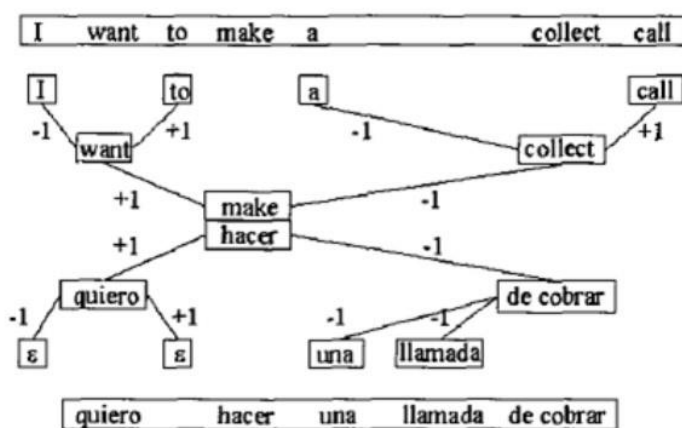 I want to make a collect call
I to a call
-1 +1 -1 +1
want collect
+1 -1
make
hacer
+1 -1
quiero de cobrar
-1 +1 -1 -1
ε ε una llamada
quiero hacer una llamada de cobrar